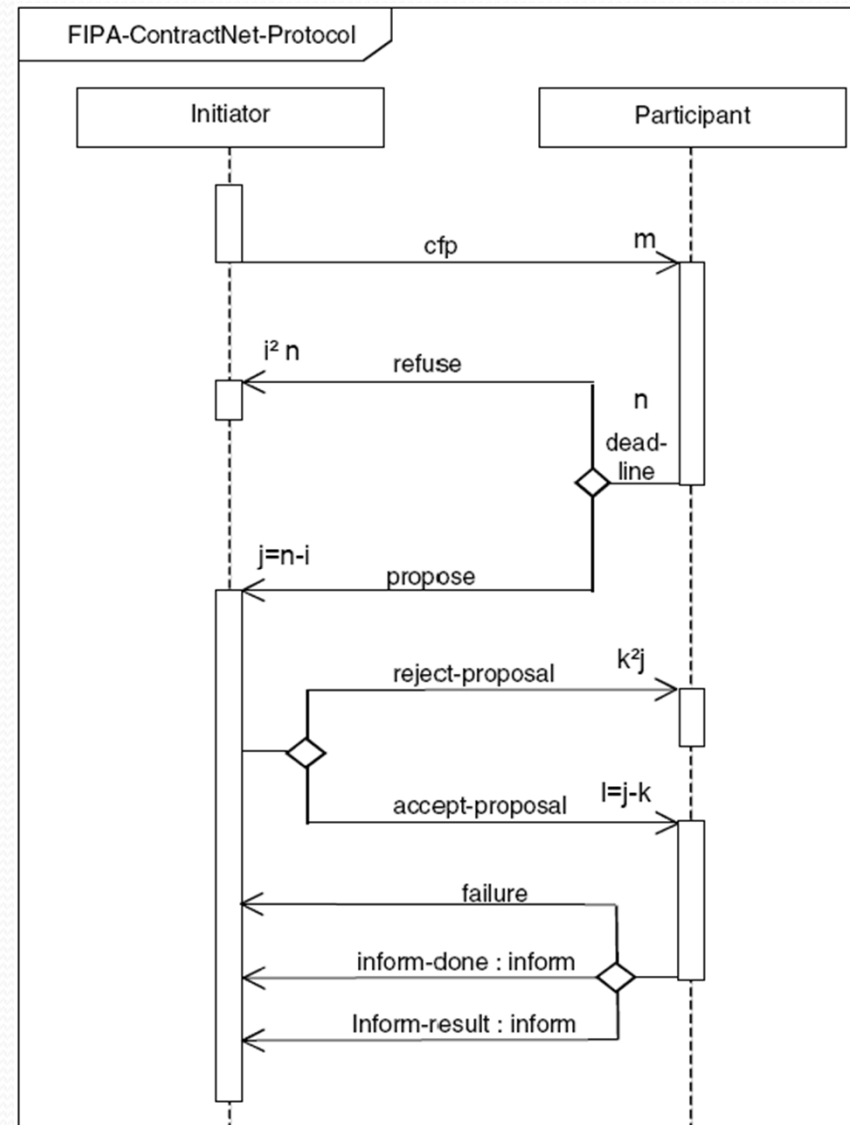 FIPA-ContractNet-Protocol
Initiator
Participant
cfp
m
i² n
refuse
n
dead-
line
j=n-i
propose
reject-proposal
k²j
accept-proposal
l=j-k
failure
inform-done : inform
Inform-result : inform